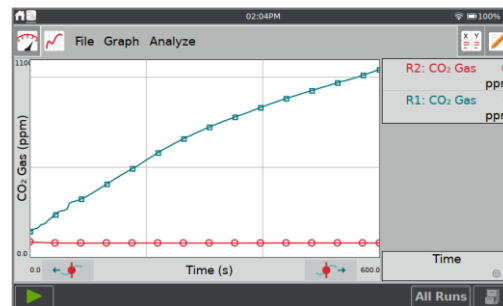 02:04PM
100%
File Graph Analyze
X Y
R2: CO₂ Gas
ppm
R1: CO₂ Gas
ppm
1100
CO₂ Gas (ppm)
0.0
0.0
Time (s)
600.0
Time
All Runs